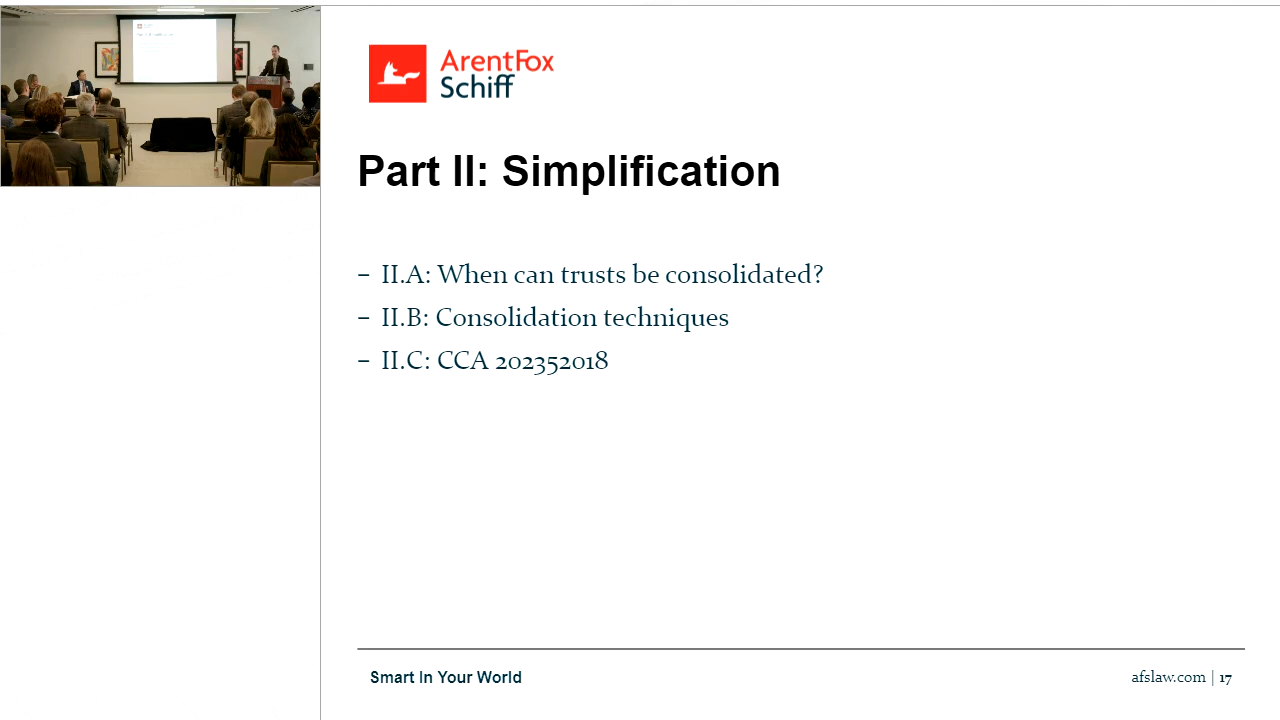 ArentFox
Schiff
Part II: Simplification
– II.A: When can trusts be consolidated?
– II.B: Consolidation techniques
– II.C: CCA 202352018
Smart In Your World
afslaw.com | 17